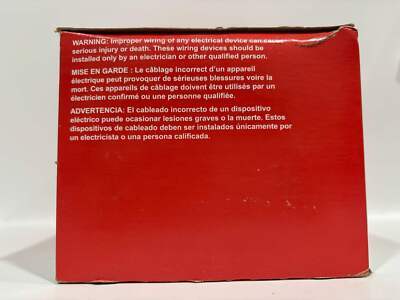 WARNING: Improper wiring of any electrical device can cause
serious injury or death. These wiring devices should be
installed only by an electrician or other qualified person.
MISE EN GARDE : Le câblage incorrect d'un appareil
électrique peut provoquer de sérieuses blessures voire la
mort. Ces appareils de câblage doivent être utilisés par un
électricien confirmé ou une personne qualifiée.
ADVERTENCIA: El cableado incorrecto de un dispositivo
eléctrico puede ocasionar lesiones graves o la muerte. Estos
dispositivos de cableado deben ser instalados únicamente por
un electricista o una persona calificada.